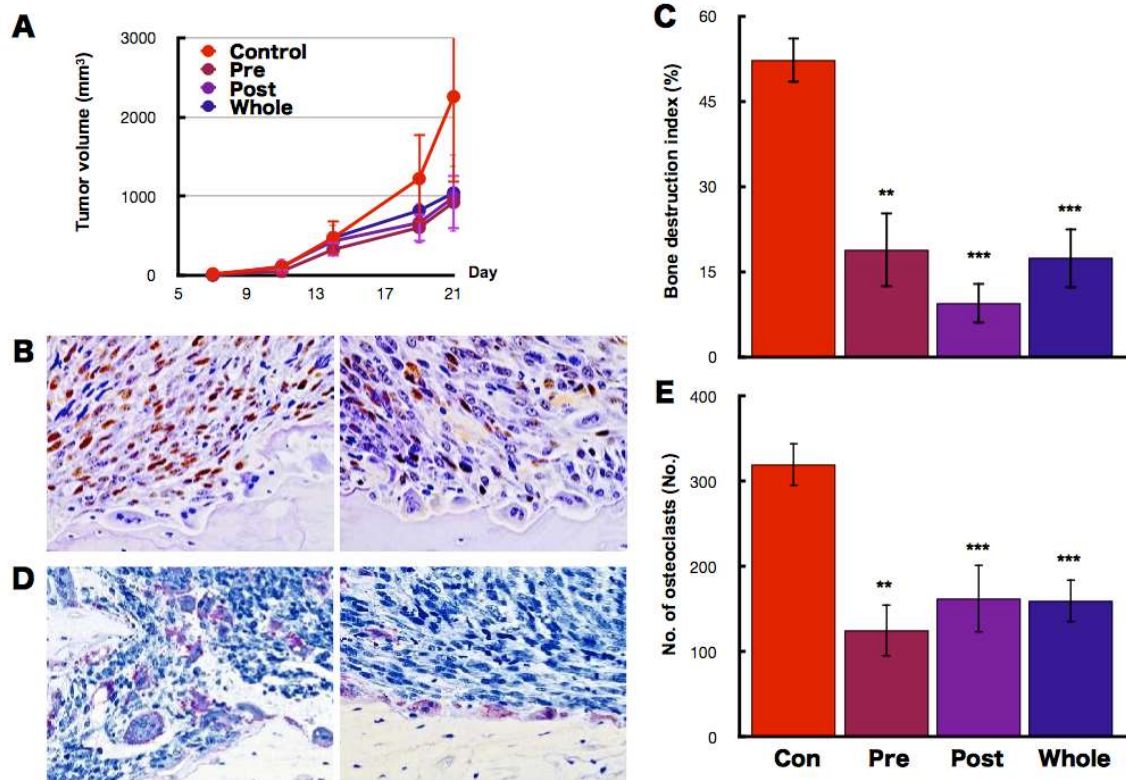 A
Tumor volume (mm³)
3000
2000
1000
0
5
9
13
17
21
Day
Control
Pre
Post
Whole
B
D
C
Bone destruction index (%)
60
45
30
15
0
**
***
***
E
No. of osteoclasts (No.)
400
300
200
100
0
**
***
***
Con Pre Post Whole